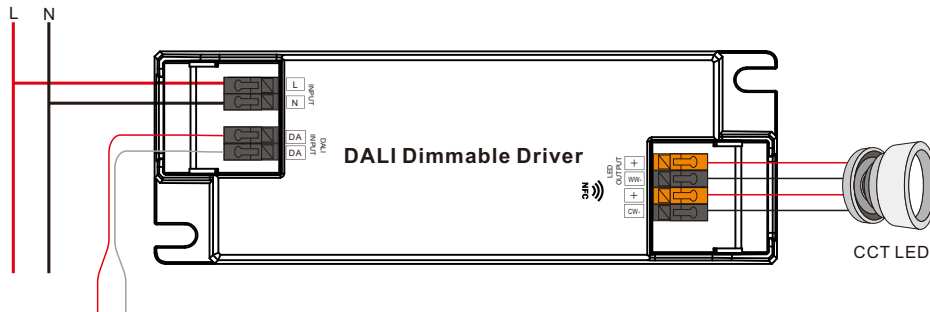 L N
L
N
INPUT
DA
DA
DALI
INPUT
DALI Dimmable Driver
NFC
LED
OUTPUT
+
WW-
+
CW-
CCT LED